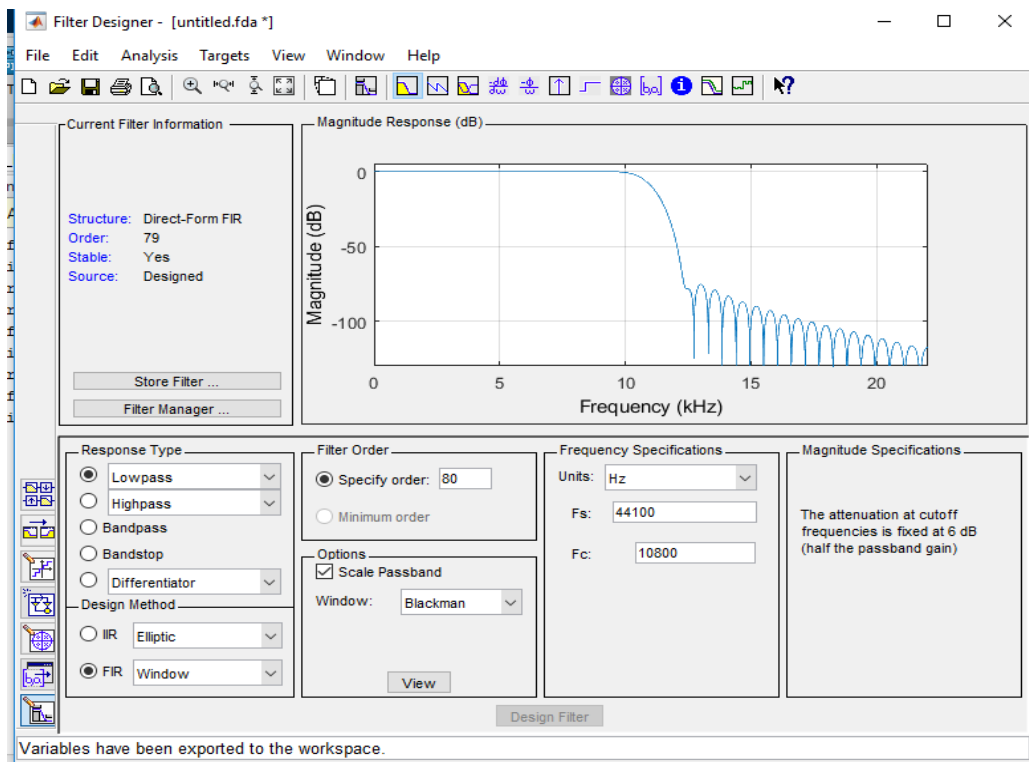 Filter Designer - [untitled.fda *]
File Edit Analysis Targets View Window Help
Current Filter Information
Structure: Direct-Form FIR
Order: 79
Stable: Yes
Source: Designed
Store Filter ...
Filter Manager ...
Magnitude Response (dB)
Magnitude (dB)
0
-50
-100
0 5 10 15 20
Frequency (kHz)
Response Type
Lowpass
Highpass
Bandpass
Bandstop
Differentiator
Design Method
IIR Elliptic
FIR Window
Filter Order
Specify order: 80
Minimum order
Options
Scale Passband
Window: Blackman
View
Frequency Specifications
Units: Hz
Fs: 44100
Fc: 10800
Magnitude Specifications
The attenuation at cutoff
frequencies is fixed at 6 dB
(half the passband gain)
Design Filter
Variables have been exported to the workspace.